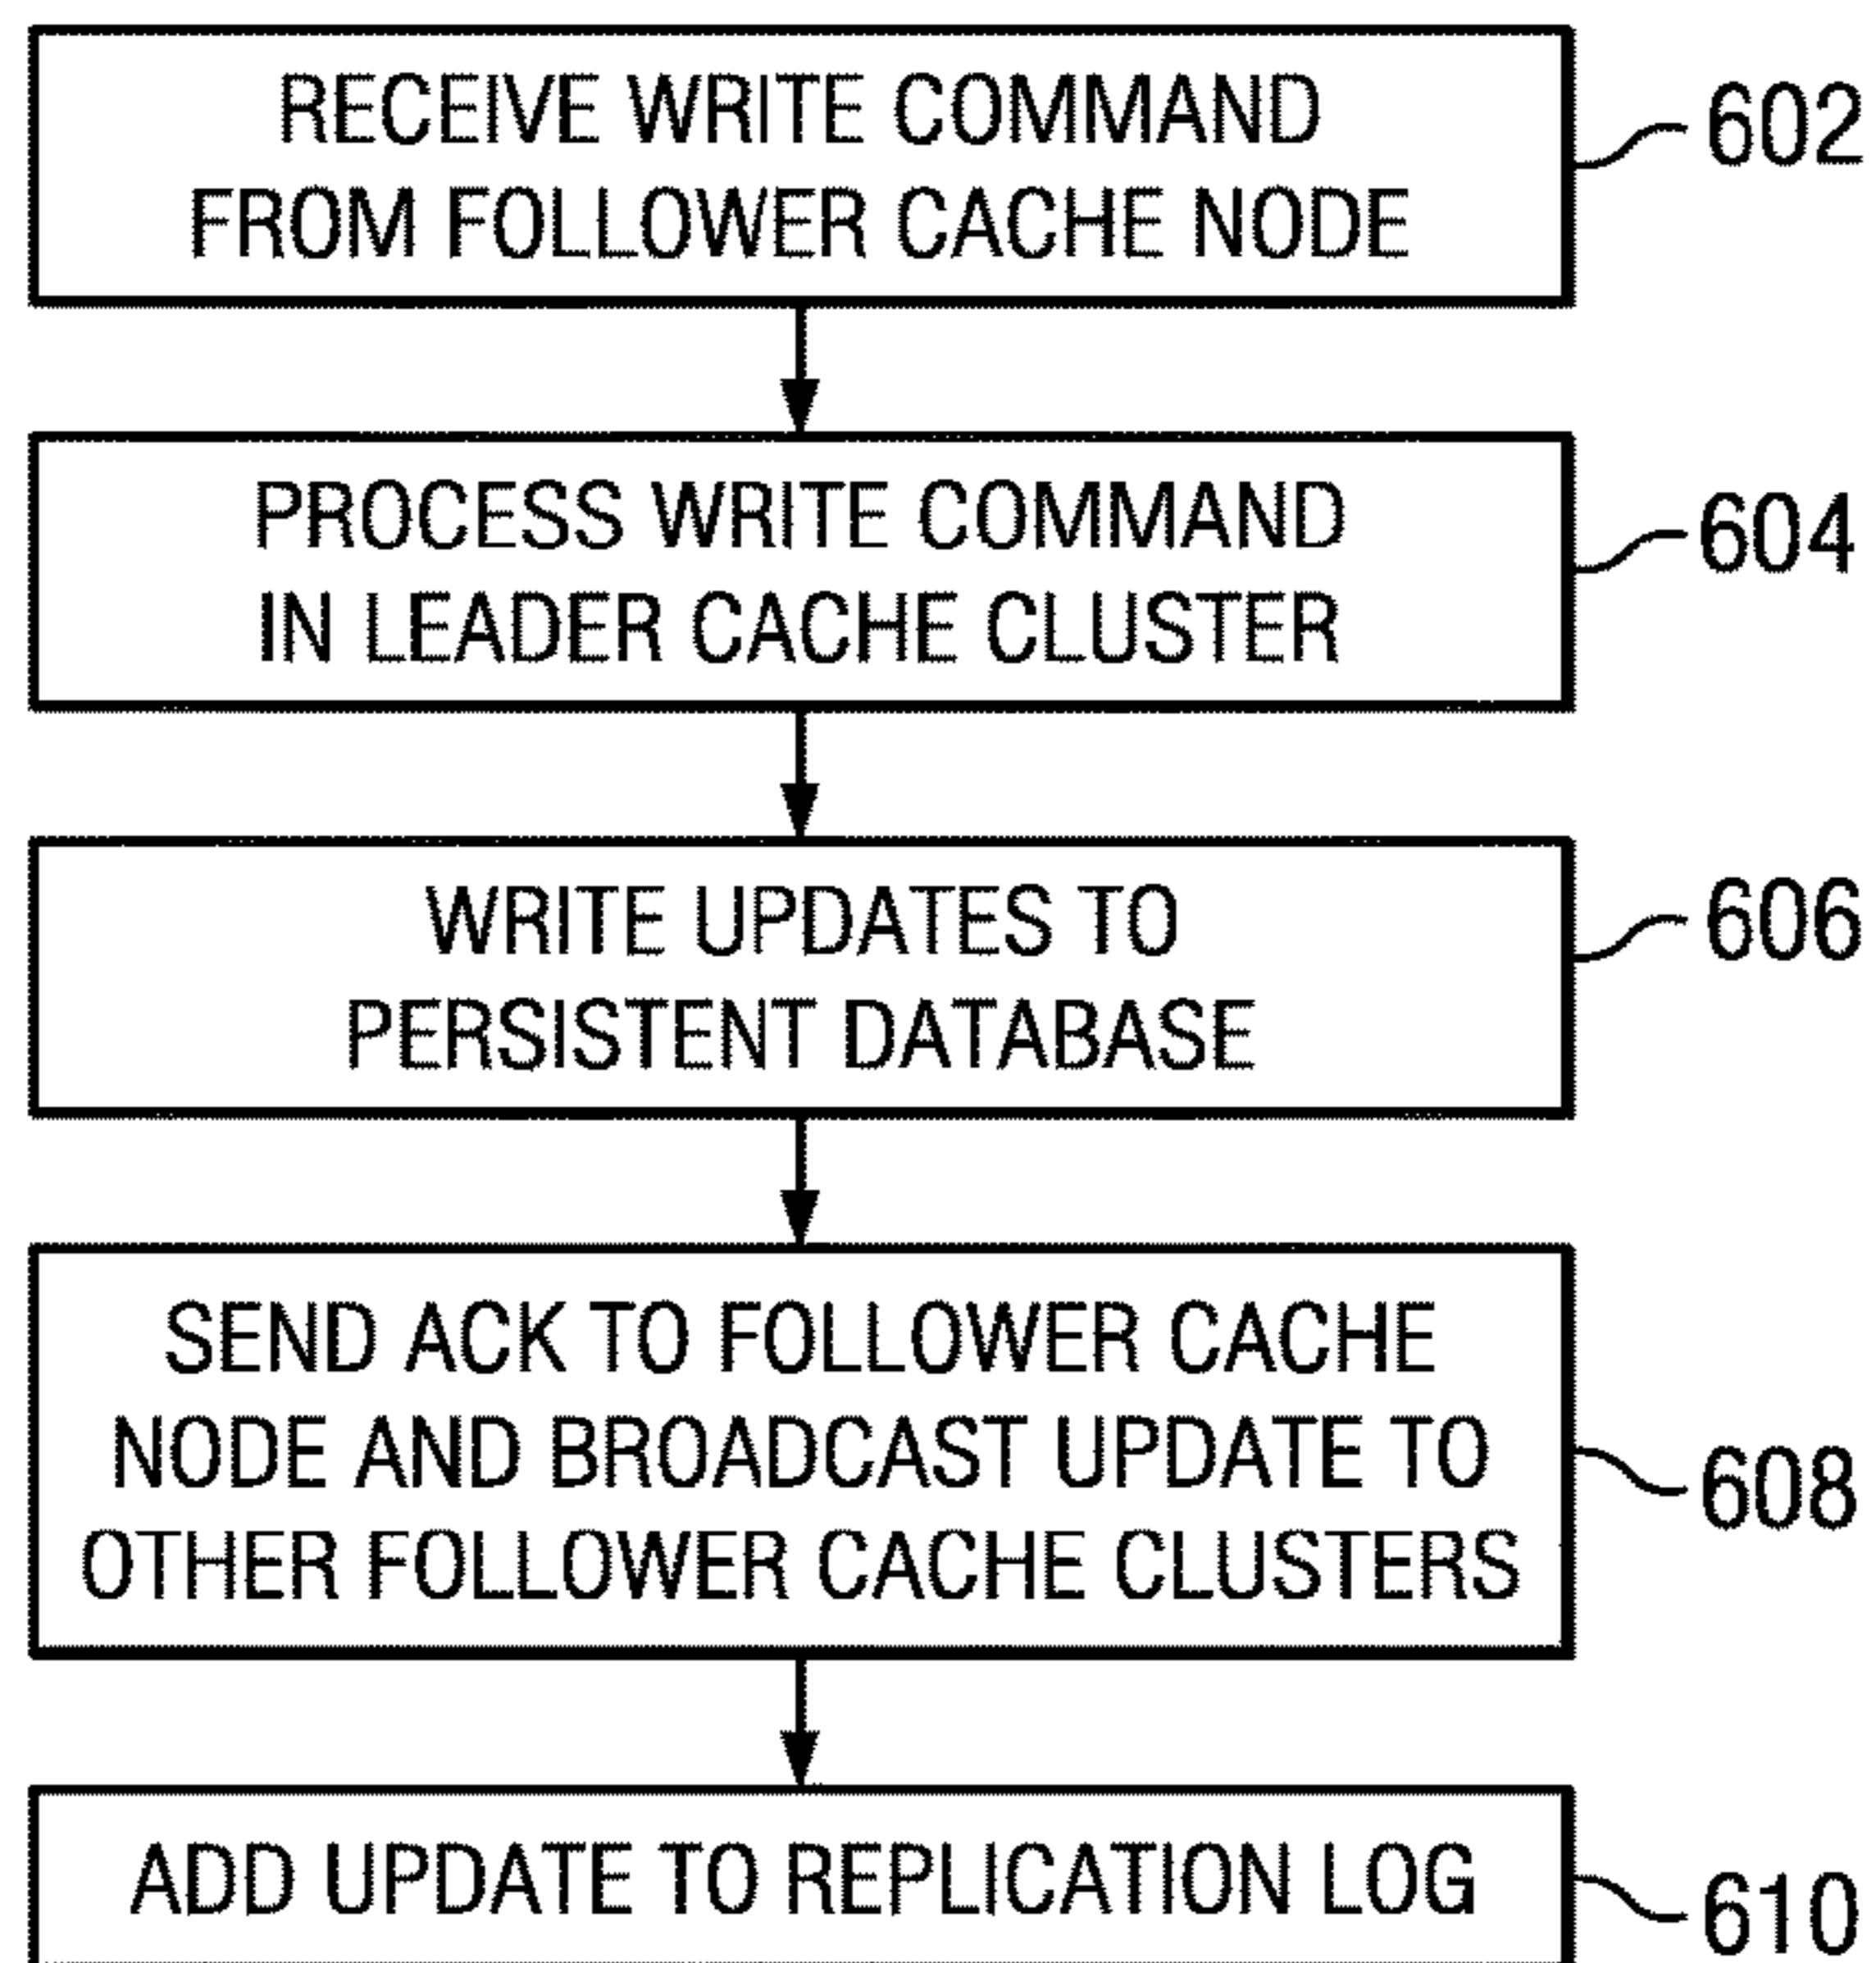 RECEIVE WRITE COMMAND
FROM FOLLOWER CACHE NODE
602
PROCESS WRITE COMMAND
IN LEADER CACHE CLUSTER
604
WRITE UPDATES TO
PERSISTENT DATABASE
606
SEND ACK TO FOLLOWER CACHE
NODE AND BROADCAST UPDATE TO
OTHER FOLLOWER CACHE CLUSTERS
608
ADD UPDATE TO REPLICATION LOG
610